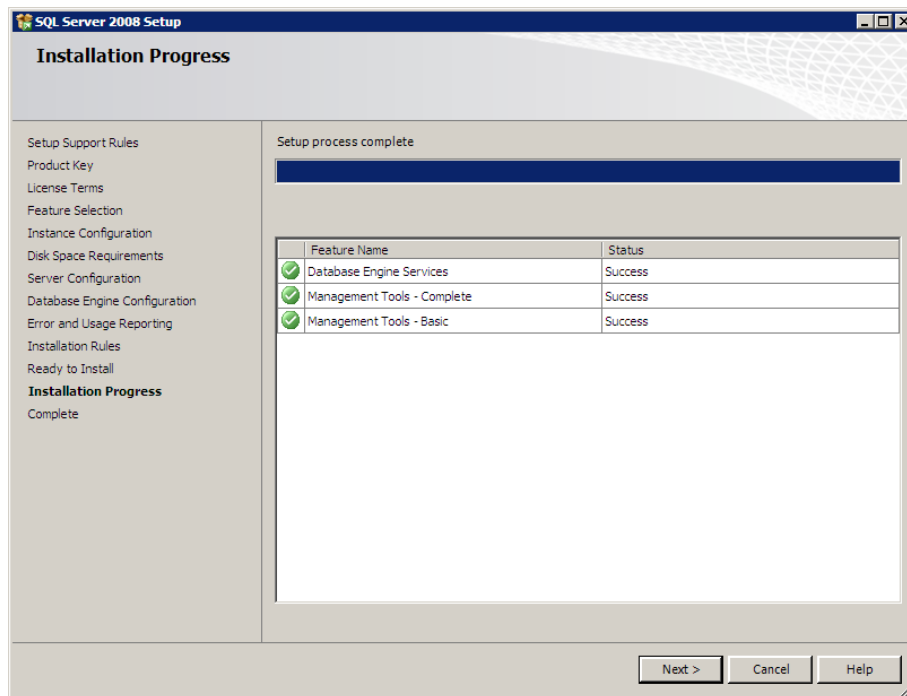 SQL Server 2008 Setup
Installation Progress
Setup Support Rules
Product Key
License Terms
Feature Selection
Instance Configuration
Disk Space Requirements
Server Configuration
Database Engine Configuration
Error and Usage Reporting
Installation Rules
Ready to Install
Installation Progress
Complete
Setup process complete
Feature Name Status
Database Engine Services Success
Management Tools - Complete Success
Management Tools - Basic Success
Next > Cancel Help